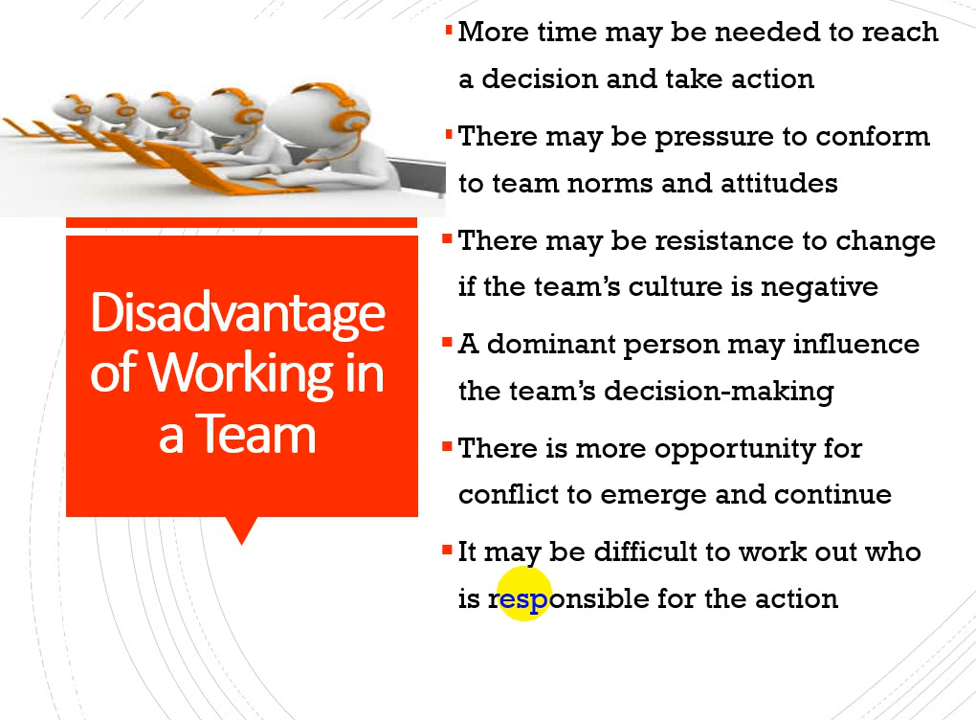 Disadvantage
of Working in
a Team
More time may be needed to reach
a decision and take action
There may be pressure to conform
to team norms and attitudes
There may be resistance to change
if the team's culture is negative
A dominant person may influence
the team's decision-making
There is more opportunity for
conflict to emerge and continue
It may be difficult to work out who
is responsible for the action